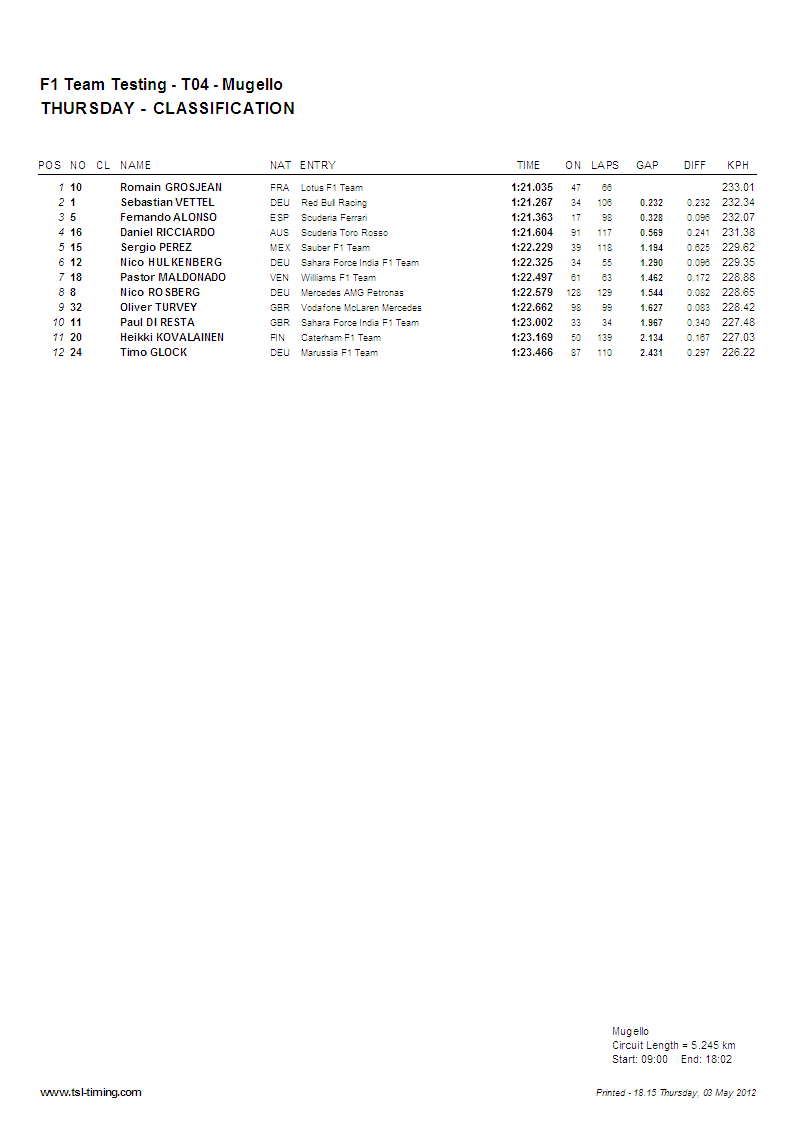 F1 Team Testing - T04 - Mugello
THURSDAY - CLASSIFICATION
POS NO CL NAME NAT ENTRY TIME ON LAPS GAP DIFF KPH
1 10 Romain GROSJEAN FRA Lotus F1 Team 1:21.035 47 66 233.01
2 1 Sebastian VETTEL DEU Red Bull Racing 1:21.267 34 106 0.232 0.232 232.34
3 5 Fernando ALONSO ESP Scuderia Ferrari 1:21.363 17 98 0.328 0.096 232.07
4 16 Daniel RICCIARDO AUS Scuderia Toro Rosso 1:21.604 91 117 0.569 0.241 231.38
5 15 Sergio PEREZ MEX Sauber F1 Team 1:22.229 39 118 1.194 0.625 229.62
6 12 Nico HULKENBERG DEU Sahara Force India F1 Team 1:22.325 34 55 1.290 0.096 229.35
7 18 Pastor MALDONADO VEN Williams F1 Team 1:22.497 61 63 1.462 0.172 228.88
8 8 Nico ROSBERG DEU Mercedes AMG Petronas 1:22.579 128 129 1.544 0.082 228.65
9 32 Oliver TURVEY GBR Vodafone McLaren Mercedes 1:22.662 98 99 1.627 0.083 228.42
10 11 Paul DI RESTA GBR Sahara Force India F1 Team 1:23.002 33 34 1.967 0.340 227.48
11 20 Heikki KOVALAINEN FIN Caterham F1 Team 1:23.169 50 139 2.134 0.167 227.03
12 24 Timo GLOCK DEU Marussia F1 Team 1:23.466 87 110 2.431 0.297 226.22
Mugello
Circuit Length = 5.245 km
Start: 09:00 End: 18:02
www.tsl-timing.com Printed - 18.15 Thursday, 03 May 2012